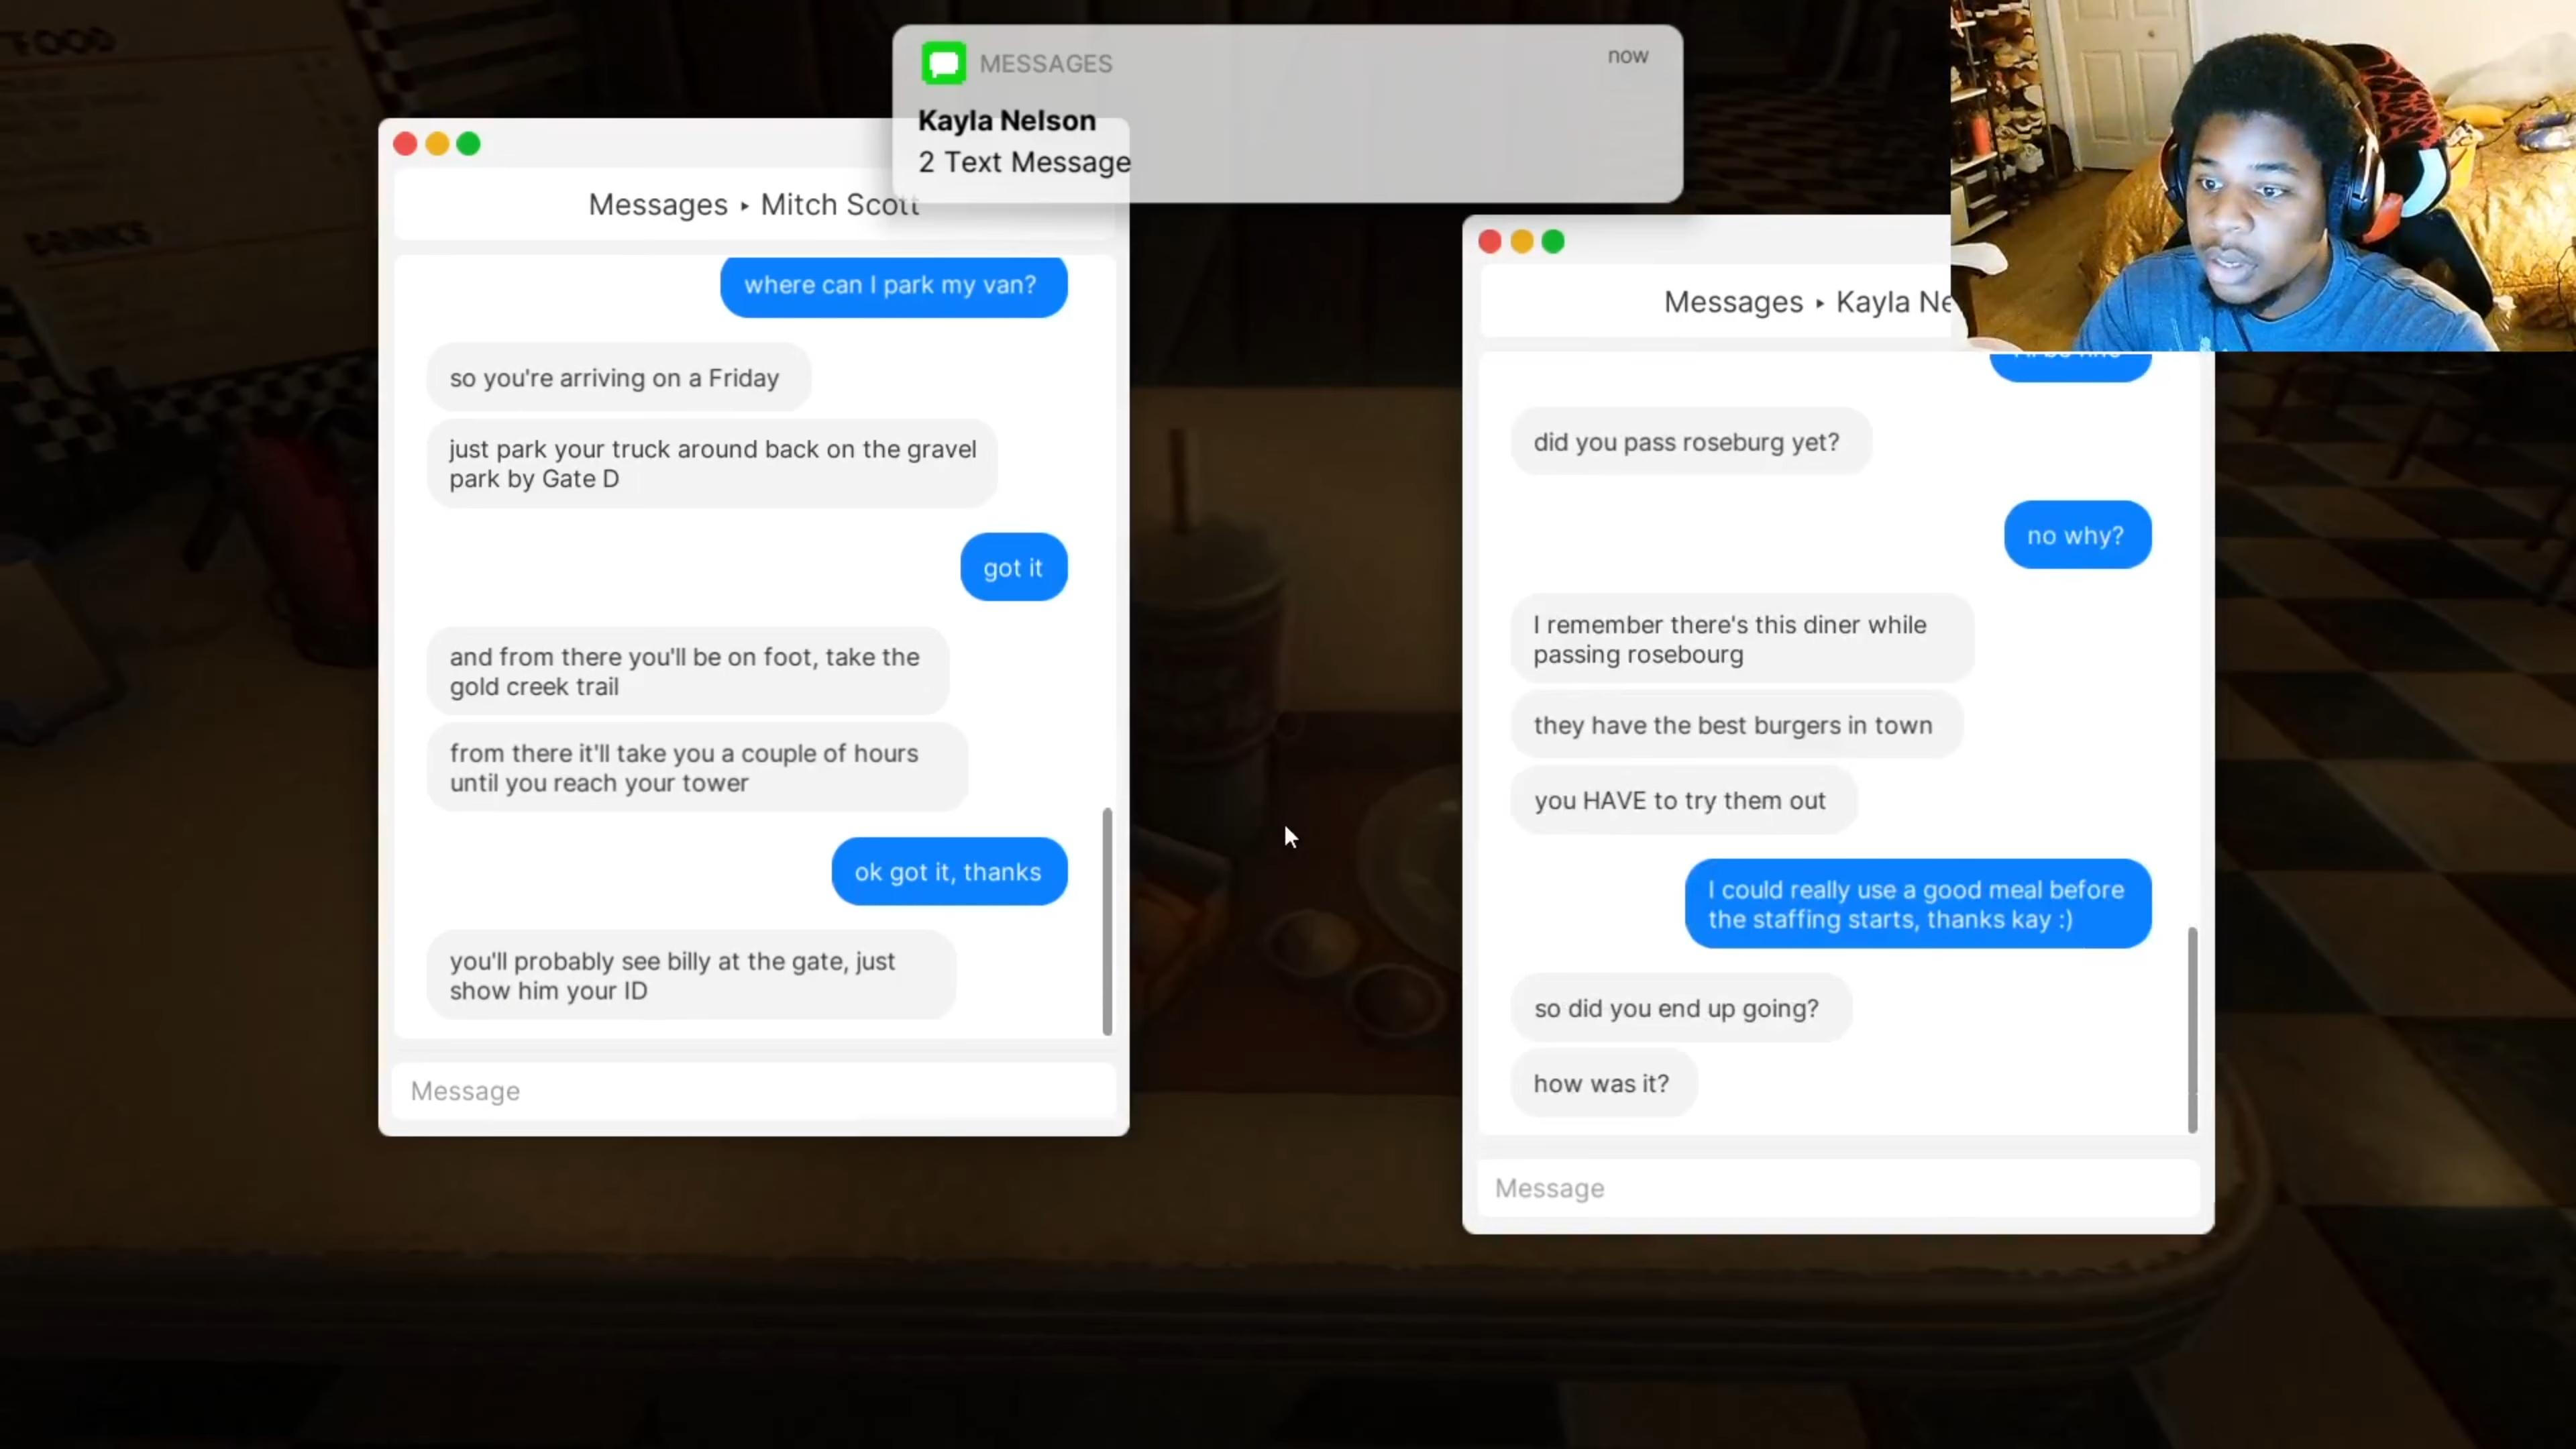 FOOD
DRINKS
MESSAGES
now
Kayla Nelson
2 Text Message
Messages ▸ Mitch Scott
where can I park my van?
so you're arriving on a Friday
just park your truck around back on the gravel
park by Gate D
got it
and from there you'll be on foot, take the
gold creek trail
from there it'll take you a couple of hours
until you reach your tower
ok got it, thanks
you'll probably see billy at the gate, just
show him your ID
Message
Messages ▸ Kayla Ne
did you pass roseburg yet?
no why?
I remember there's this diner while
passing rosebourg
they have the best burgers in town
you HAVE to try them out
I could really use a good meal before
the staffing starts, thanks kay :)
so did you end up going?
how was it?
Message